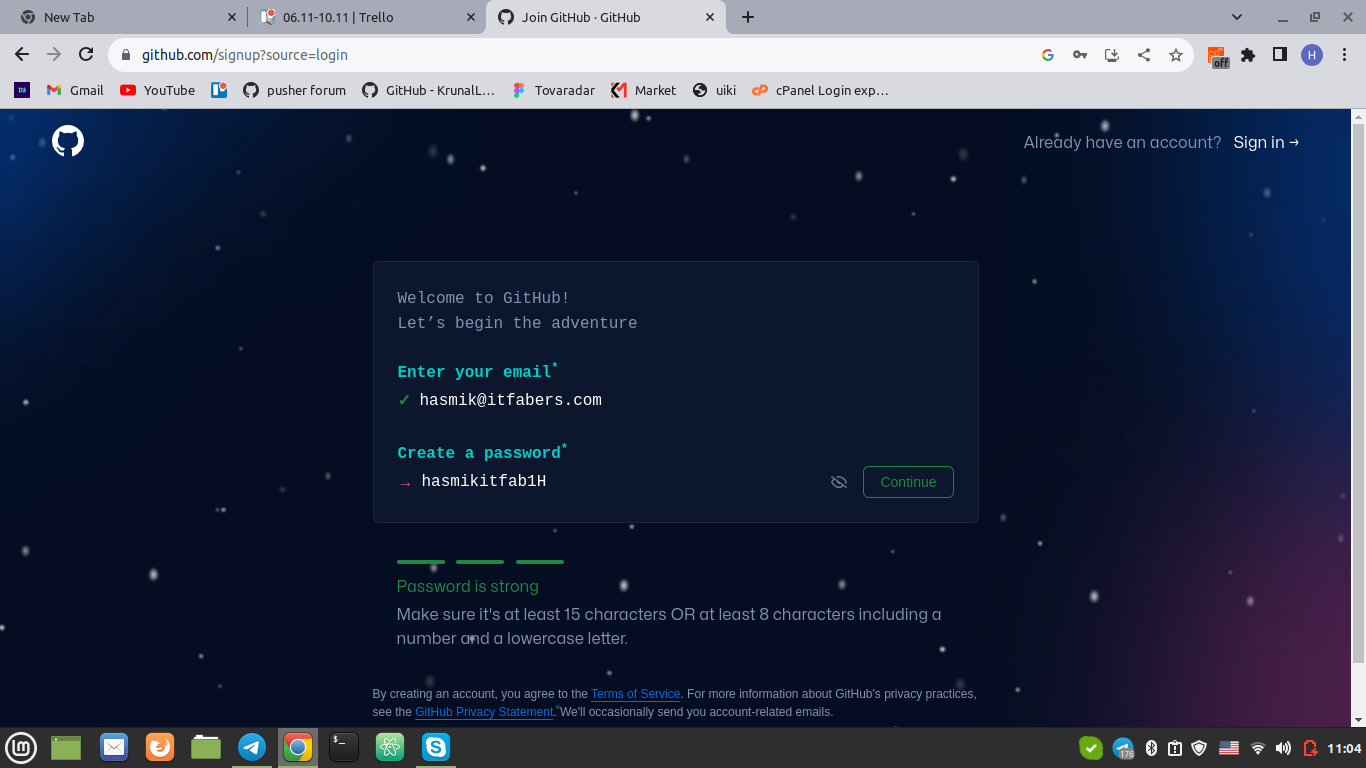 New Tab
06.11-10.11 | Trello
Join GitHub · GitHub
github.com/signup?source=login
off
H
DS
Gmail
YouTube
pusher forum
GitHub - KrunalL…
Tovaradar
Market
uiki
cPanel Login exp…
Already have an account? Sign in →
Welcome to GitHub!
Let’s begin the adventure
Enter your email*
✓ hasmik@itfabers.com
Create a password*
→ hasmikitfab1H
Continue
Password is strong
Make sure it's at least 15 characters OR at least 8 characters including a
number and a lowercase letter.
By creating an account, you agree to the Terms of Service. For more information about GitHub's privacy practices,
see the GitHub Privacy Statement. We'll occasionally send you account-related emails.
$_
S
176
11:04